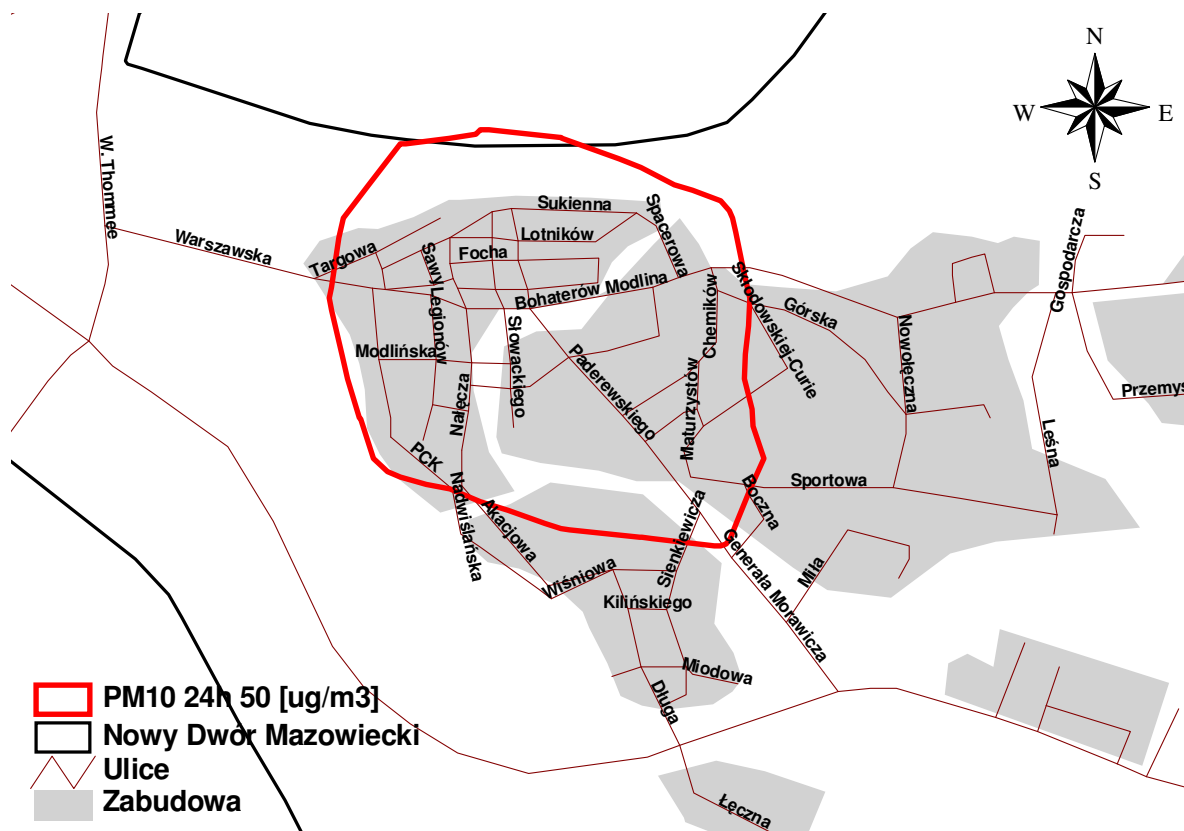 N
W
E
S
W. Thommee
Warszawska
Targowa
Sukienna
Spacerowa
Lotników
Focha
Sawy
Legionów
Bohaterów Modlina
Skłodowskiej-Curie
Gospodarcza
Górska
Chemików
Nowołęczna
Słowackiego
Modlińska
Paderewskiego
Przemys
Nałęcza
Maturzystów
Leśna
PCK
Nadwiślańska
Akacjowa
Boczna
Sportowa
Sienkiewicza
Generała Morawicza
Wiśniowa
Miła
Kilińskiego
Miodowa
Długa
Łęczna
PM10 24h 50 [ug/m3]
Nowy Dwór Mazowiecki
Ulice
Zabudowa